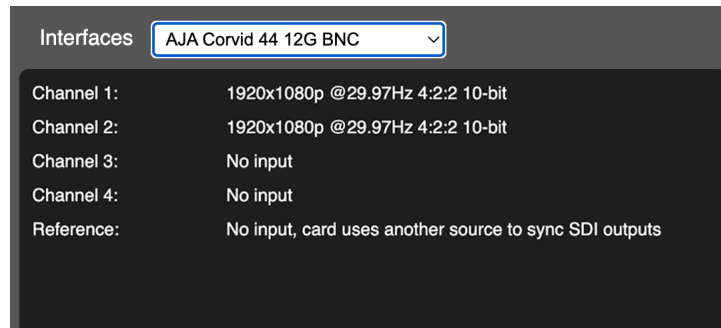 Interfaces AJA Corvid 44 12G BNC
Channel 1: 1920x1080p @29.97Hz 4:2:2 10-bit
Channel 2: 1920x1080p @29.97Hz 4:2:2 10-bit
Channel 3: No input
Channel 4: No input
Reference: No input, card uses another source to sync SDI outputs